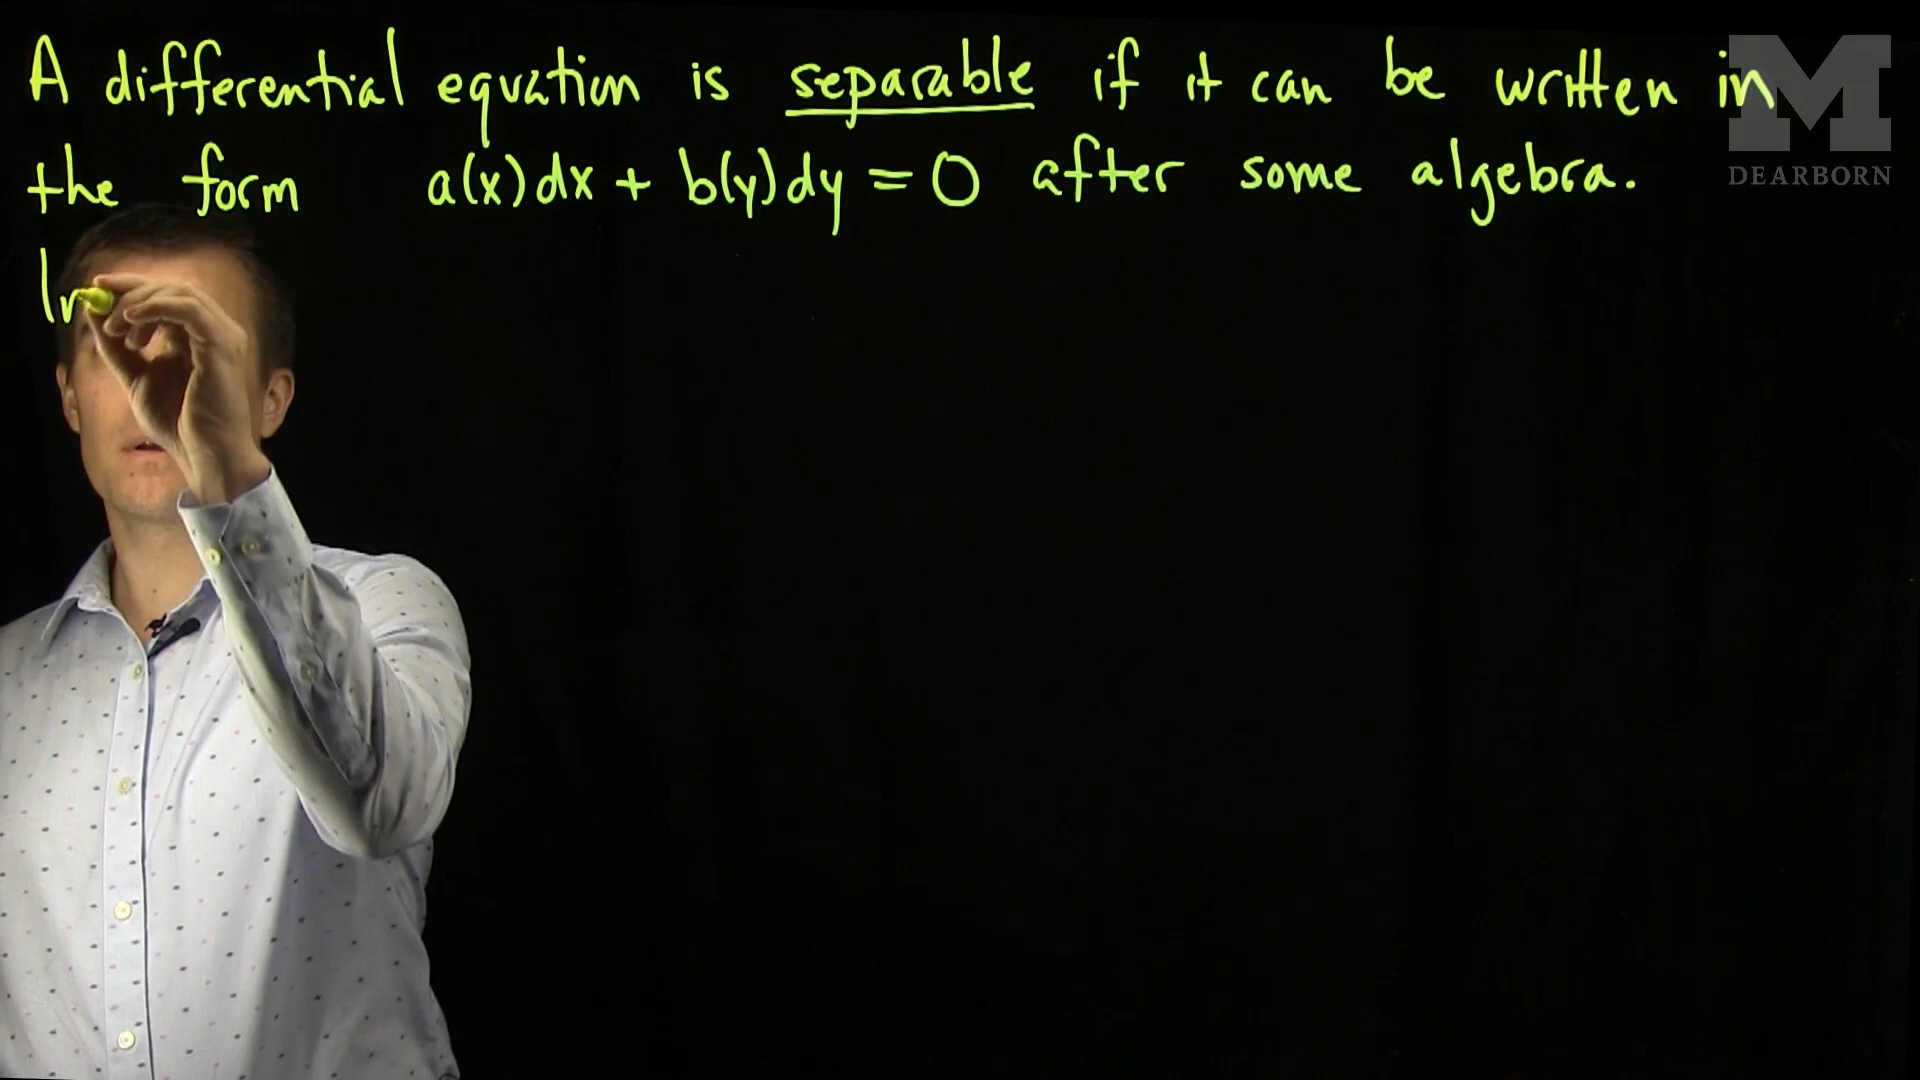 A differential equation is separable if it can be written in
the form a(x)dx + b(y)dy = 0 after some algebra.
M
DEARBORN